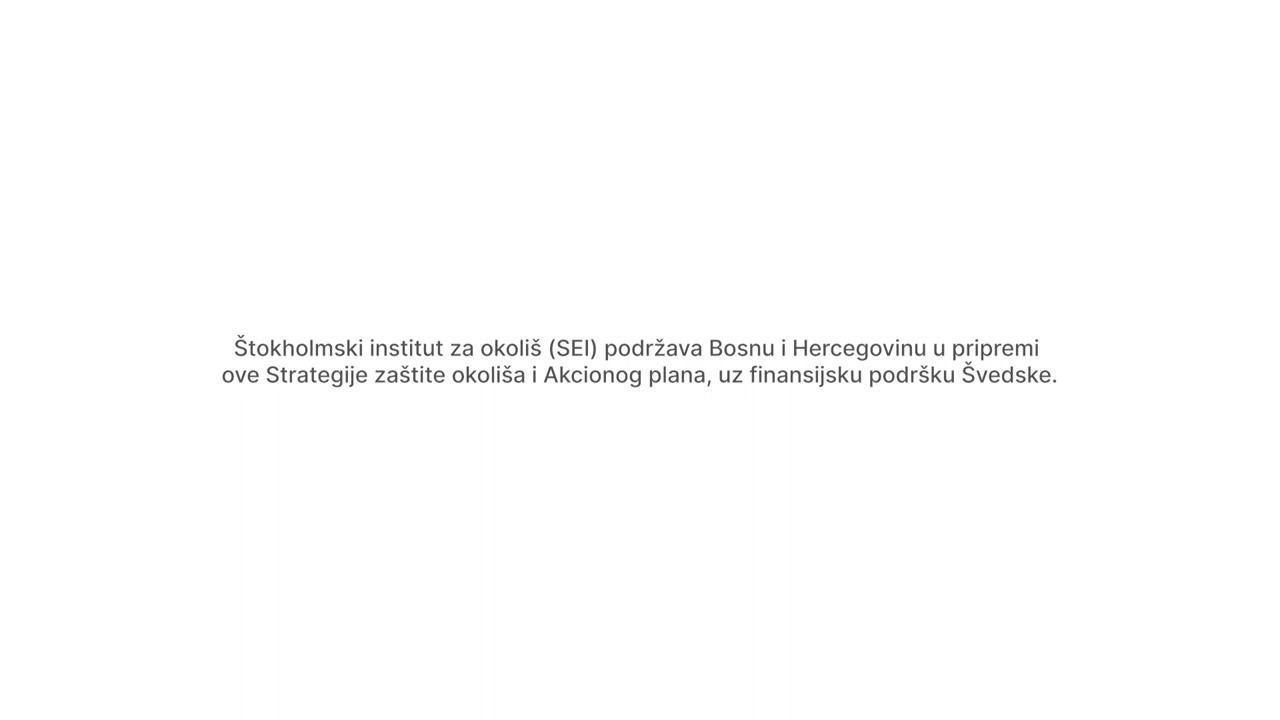 Štokholmski institut za okoliš (SEI) podržava Bosnu i Hercegovinu u pripremi
ove Strategije zaštite okoliša i Akcionog plana, uz finansijsku podršku Švedske.